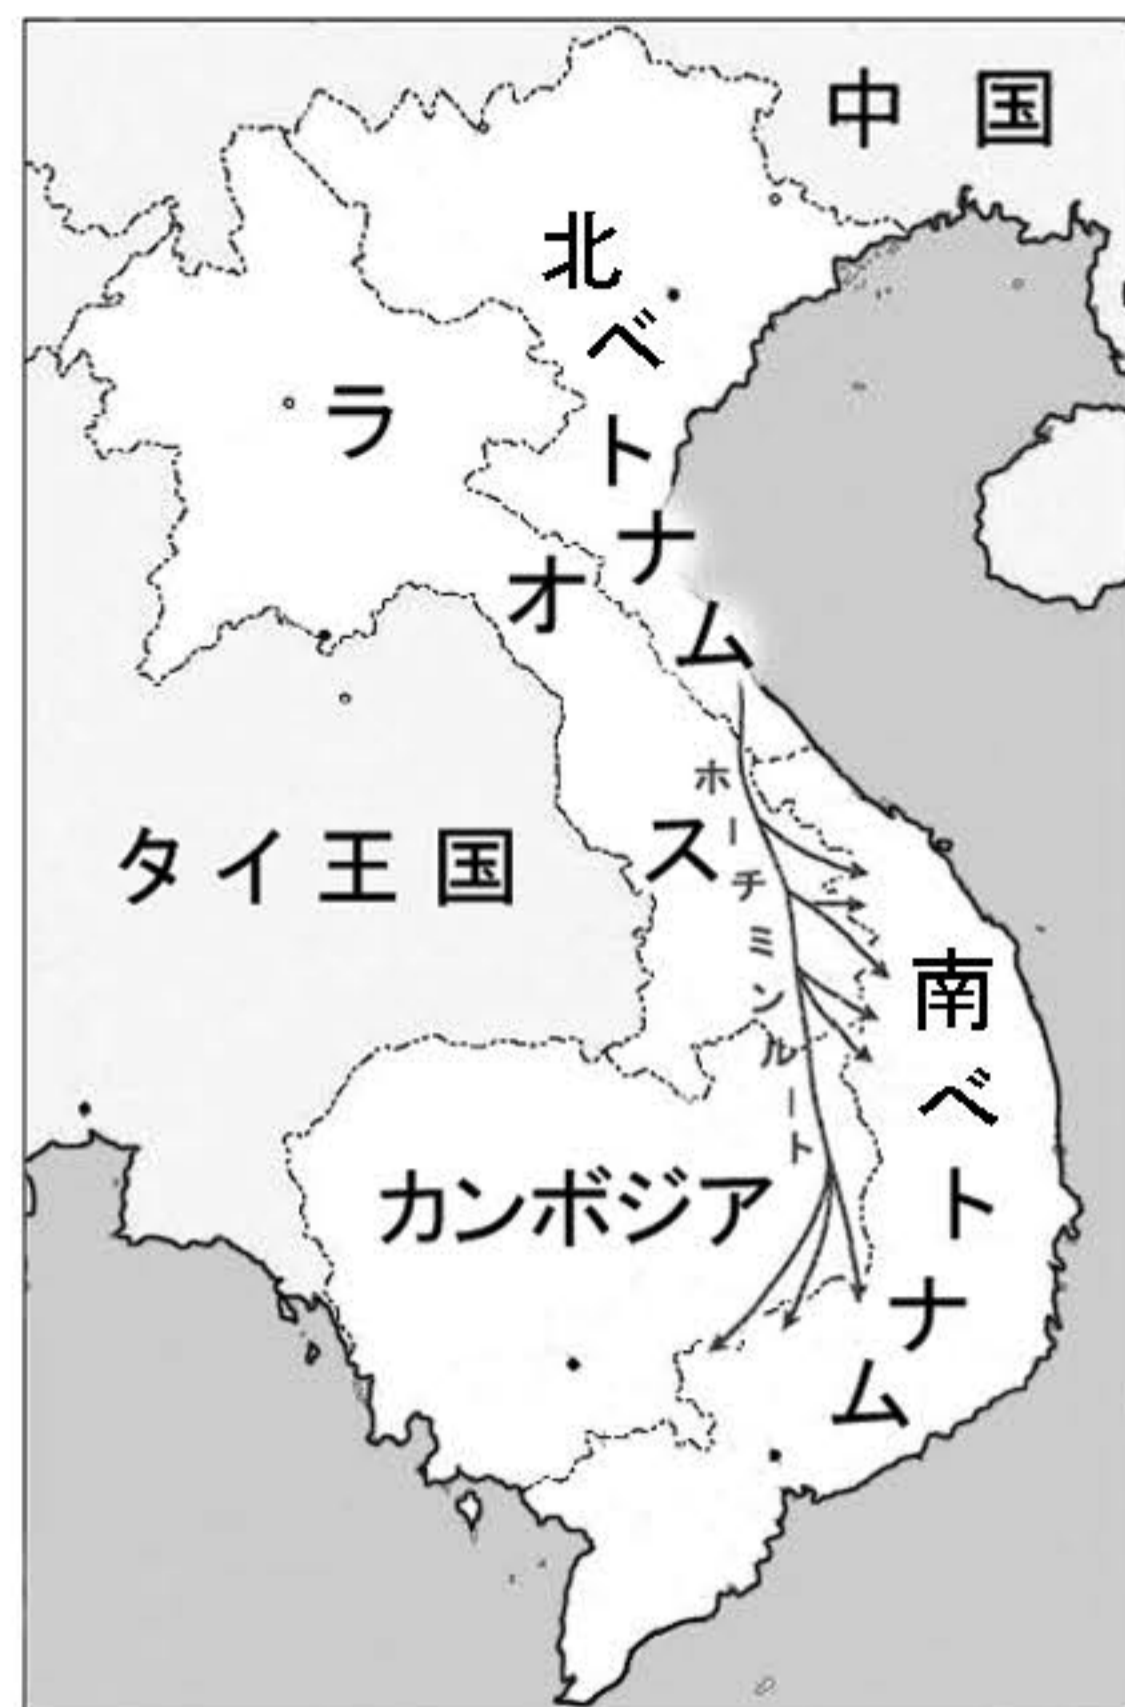 中国
北ベトナム
ラオス
タイ王国
ホーチミンルート
南ベトナム
カンボジア